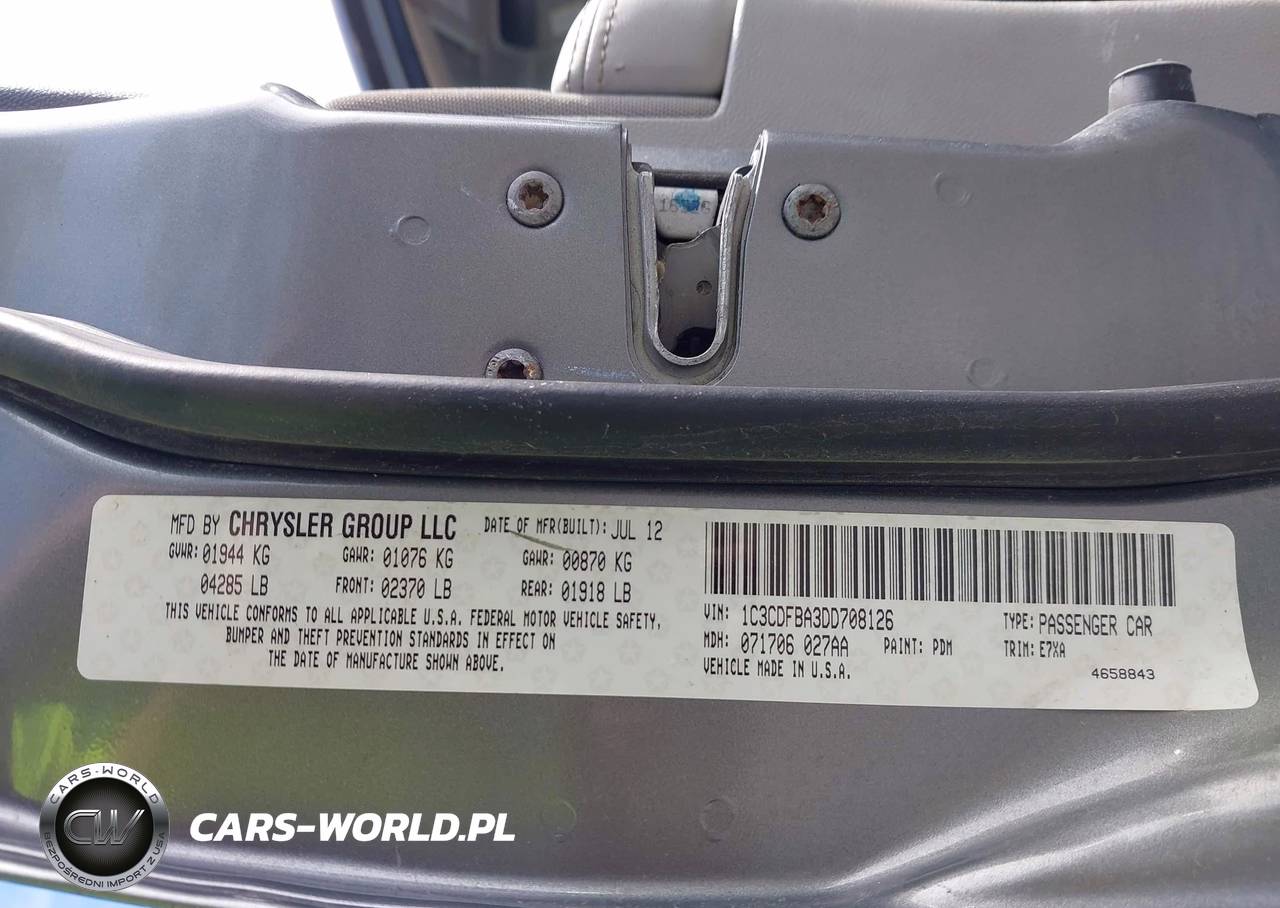 MFD BY CHRYSLER GROUP LLC DATE OF MFR(BUILT): JUL 12
GVWR: 01944 KG GAWR: 01076 KG GAWR: 00870 KG
04285 LB FRONT: 02370 LB REAR: 01918 LB
THIS VEHICLE CONFORMS TO ALL APPLICABLE U.S.A. FEDERAL MOTOR VEHICLE SAFETY,
BUMPER AND THEFT PREVENTION STANDARDS IN EFFECT ON
THE DATE OF MANUFACTURE SHOWN ABOVE.
VIN: 1C3CDFBA3DD708126 TYPE: PASSENGER CAR
MDH: 071706 027AA PAINT: PDM TRIM: E7XA
VEHICLE MADE IN U.S.A. 4658843
CARS-WORLD
CW
BEZPOŚREDNI IMPORT Z USA
CARS-WORLD.PL